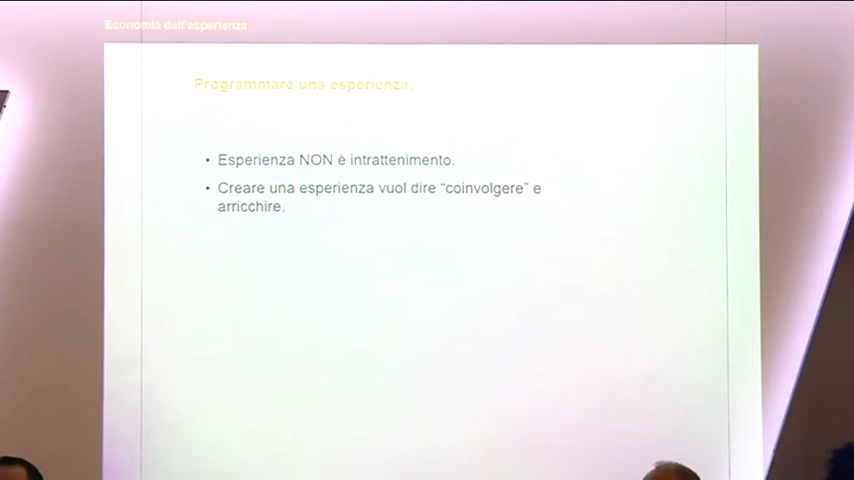 Economia dell'esperienza
Programmare una esperienza:
• Esperienza NON è intrattenimento.
• Creare una esperienza vuol dire “coinvolgere” e
arricchire.